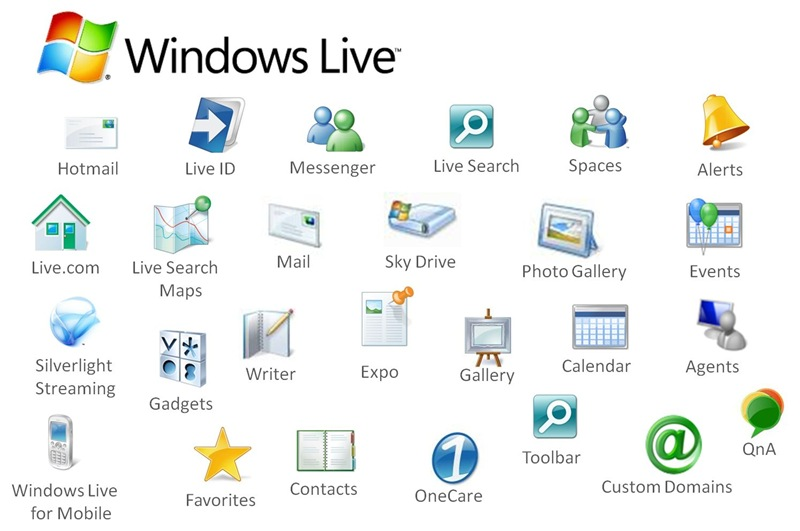 Windows Live™
Hotmail
Live ID
Messenger
Live Search
Spaces
Alerts
Live.com
Live Search
Maps
Mail
Sky Drive
Photo Gallery
Events
Silverlight
Streaming
Gadgets
Writer
Expo
Gallery
Calendar
Agents
Windows Live
for Mobile
Favorites
Contacts
1
OneCare
Toolbar
@
Custom Domains
QnA